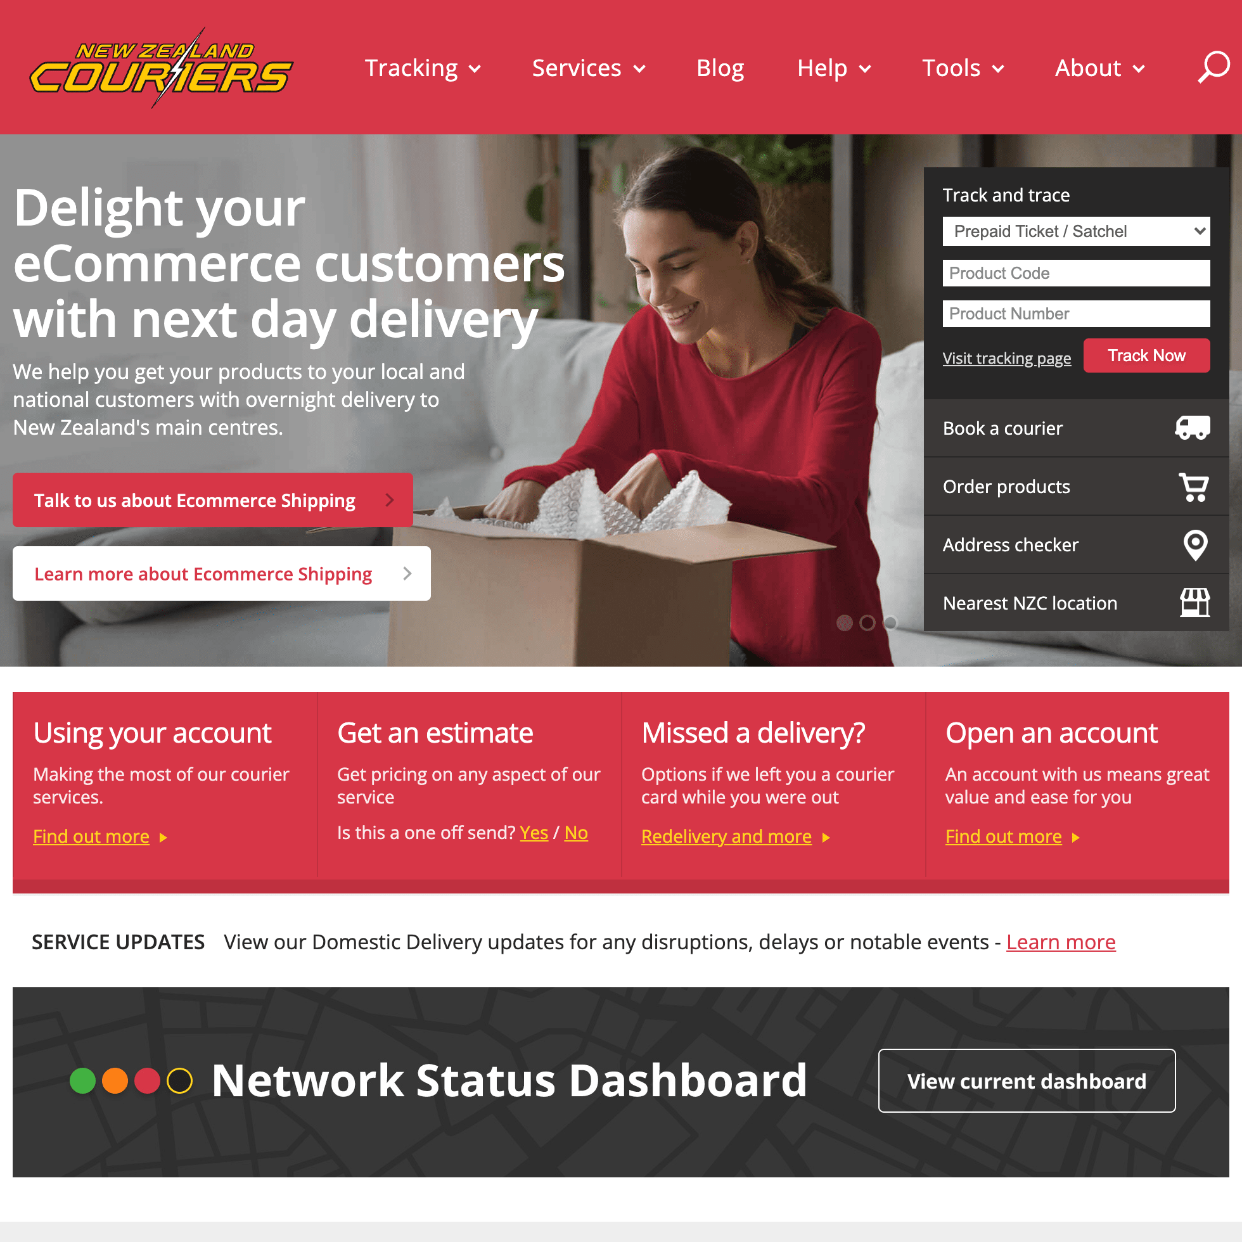 NEW ZEALAND
COURIERS
Tracking
Services
Blog
Help
Tools
About
Delight your
eCommerce customers
with next day delivery
We help you get your products to your local and
national customers with overnight delivery to
New Zealand's main centres.
Talk to us about Ecommerce Shipping
Learn more about Ecommerce Shipping
Track and trace
Prepaid Ticket / Satchel
Product Code
Product Number
Visit tracking page
Track Now
Book a courier
Order products
Address checker
Nearest NZC location
Using your account
Making the most of our courier
services.
Find out more
Get an estimate
Get pricing on any aspect of our
service
Is this a one off send? Yes / No
Missed a delivery?
Options if we left you a courier
card while you were out
Redelivery and more
Open an account
An account with us means great
value and ease for you
Find out more
SERVICE UPDATES View our Domestic Delivery updates for any disruptions, delays or notable events - Learn more
Network Status Dashboard
View current dashboard